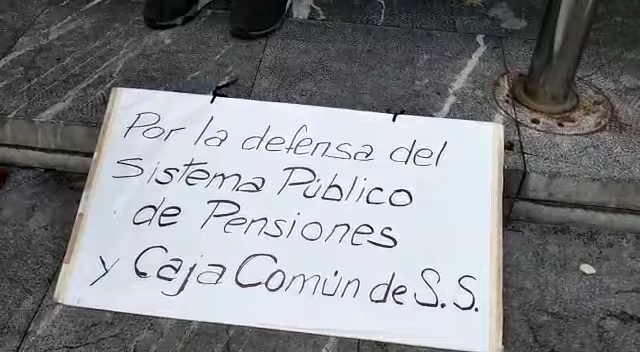 Por la defensa del
Sistema Público
de Pensiones
y Caja Común de S.S.